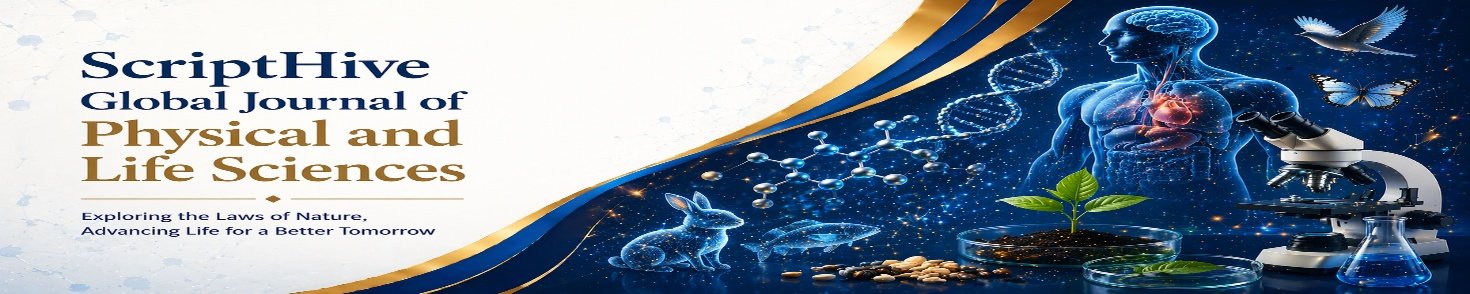 ScriptHive
Global Journal of
Physical and
Life Sciences
Exploring the Laws of Nature,
Advancing Life for a Better Tomorrow